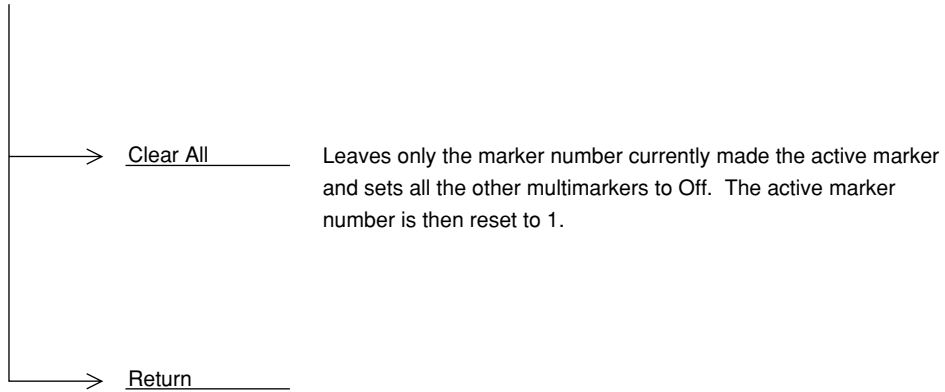 Clear All Leaves only the marker number currently made the active marker
and sets all the other multimarkers to Off.  The active marker
number is then reset to 1.
Return